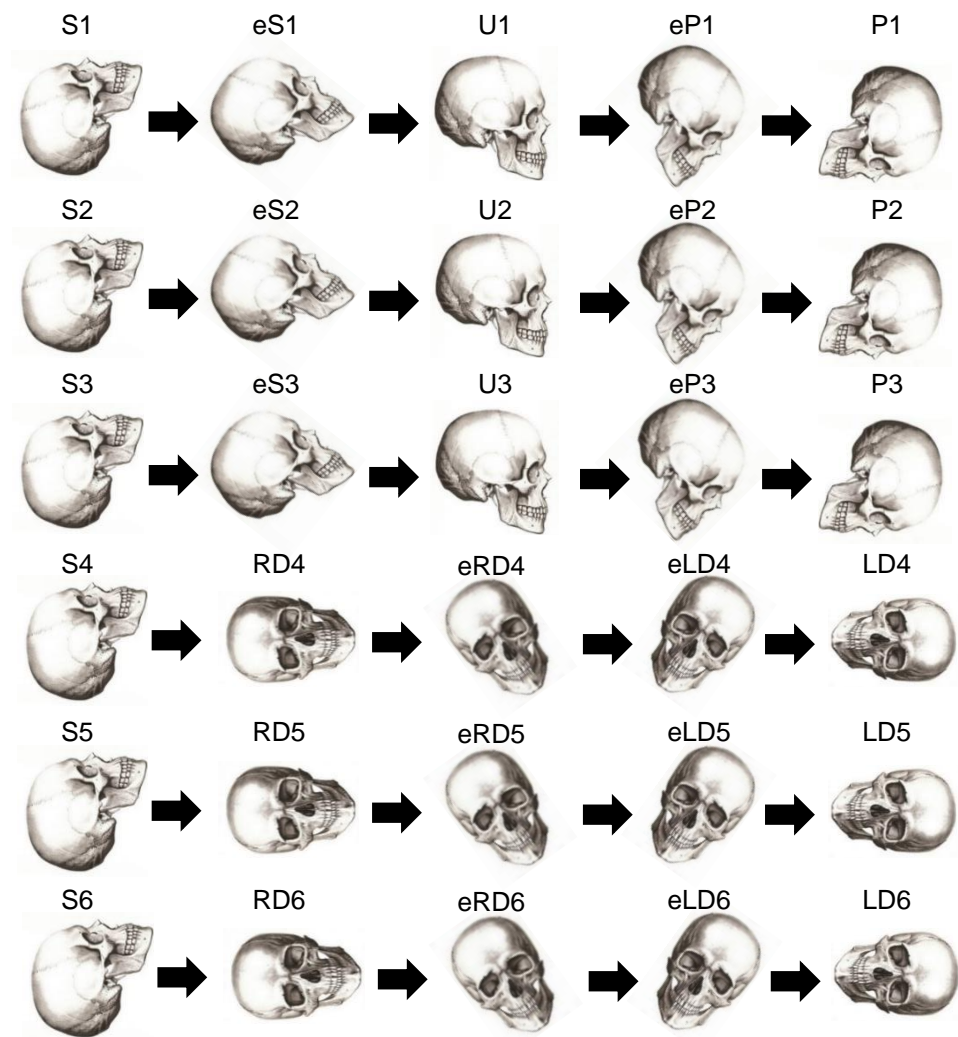 S1 eS1 U1 eP1 P1
S2 eS2 U2 eP2 P2
S3 eS3 U3 eP3 P3
S4 RD4 eRD4 eLD4 LD4
S5 RD5 eRD5 eLD5 LD5
S6 RD6 eRD6 eLD6 LD6